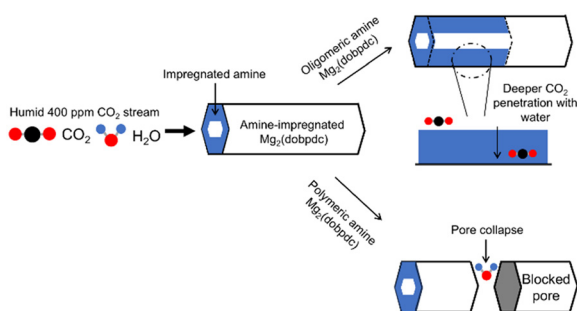 Impregnated amine
Humid 400 ppm CO₂ stream
CO₂
H₂O
Amine-impregnated
Mg₂(dobpdc)
Oligomeric amine
Mg₂(dobpdc)
Deeper CO₂
penetration with
water
Polymeric amine
Mg₂(dobpdc)
Pore collapse
Blocked
pore